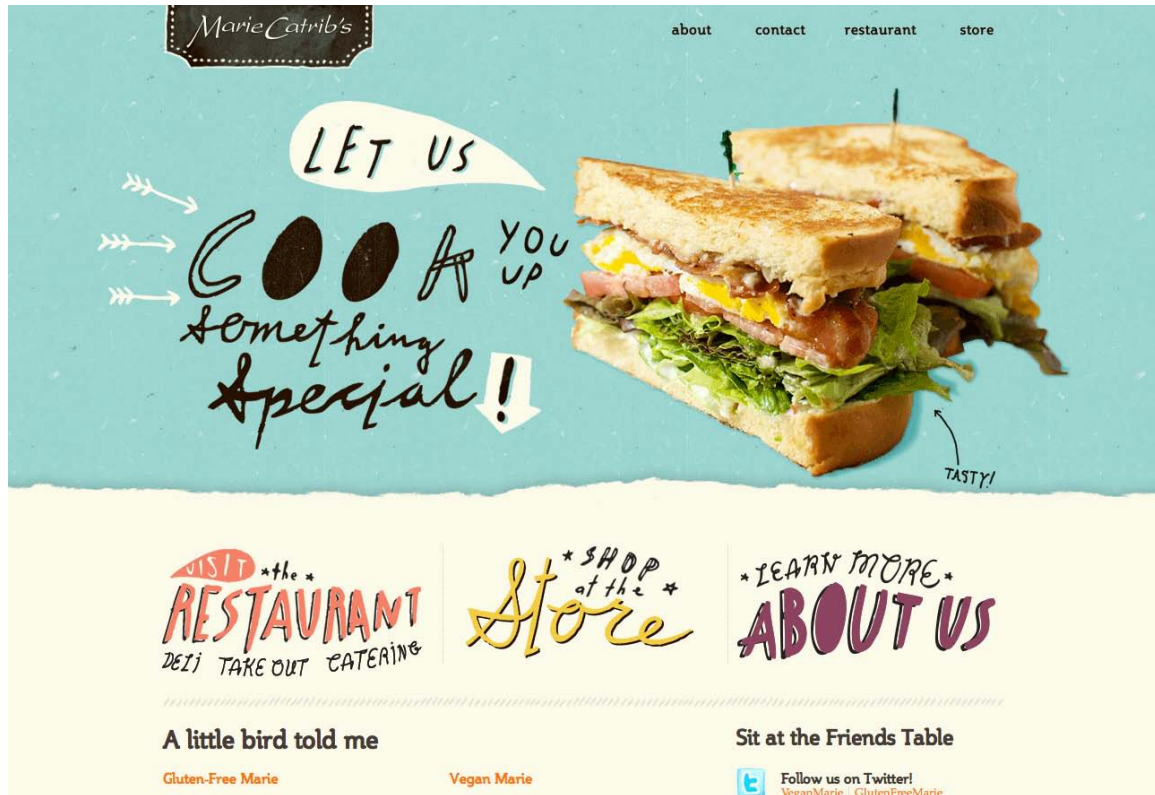 Marie Catrib's
about contact restaurant store
LET US
COOK YOU UP
something
special!
TASTY!
VISIT the
RESTAURANT
DELI TAKE OUT CATERING
SHOP
at the
Store
LEARN MORE
ABOUT US
A little bird told me
Gluten-Free Marie Vegan Marie
Sit at the Friends Table
Follow us on Twitter!
VeganMarie | GlutenFreeMarie